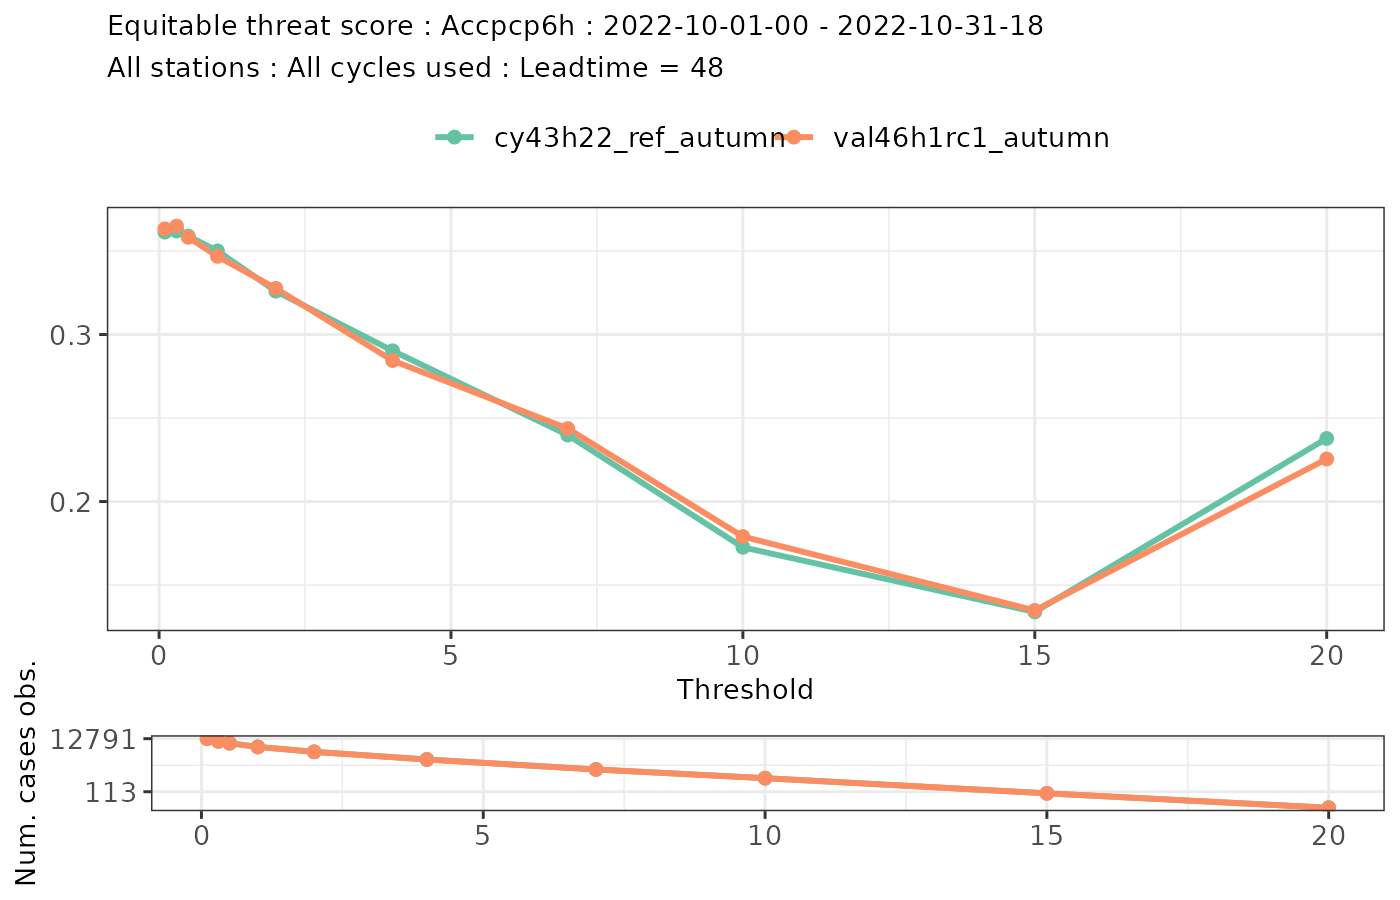 Equitable threat score : Accpcp6h : 2022-10-01-00 - 2022-10-31-18
All stations : All cycles used : Leadtime = 48
cy43h22_ref_autumn val46h1rc1_autumn
0.3
0.2
0 5 10 15 20
Threshold
Num. cases obs.
12791
113
0 5 10 15 20